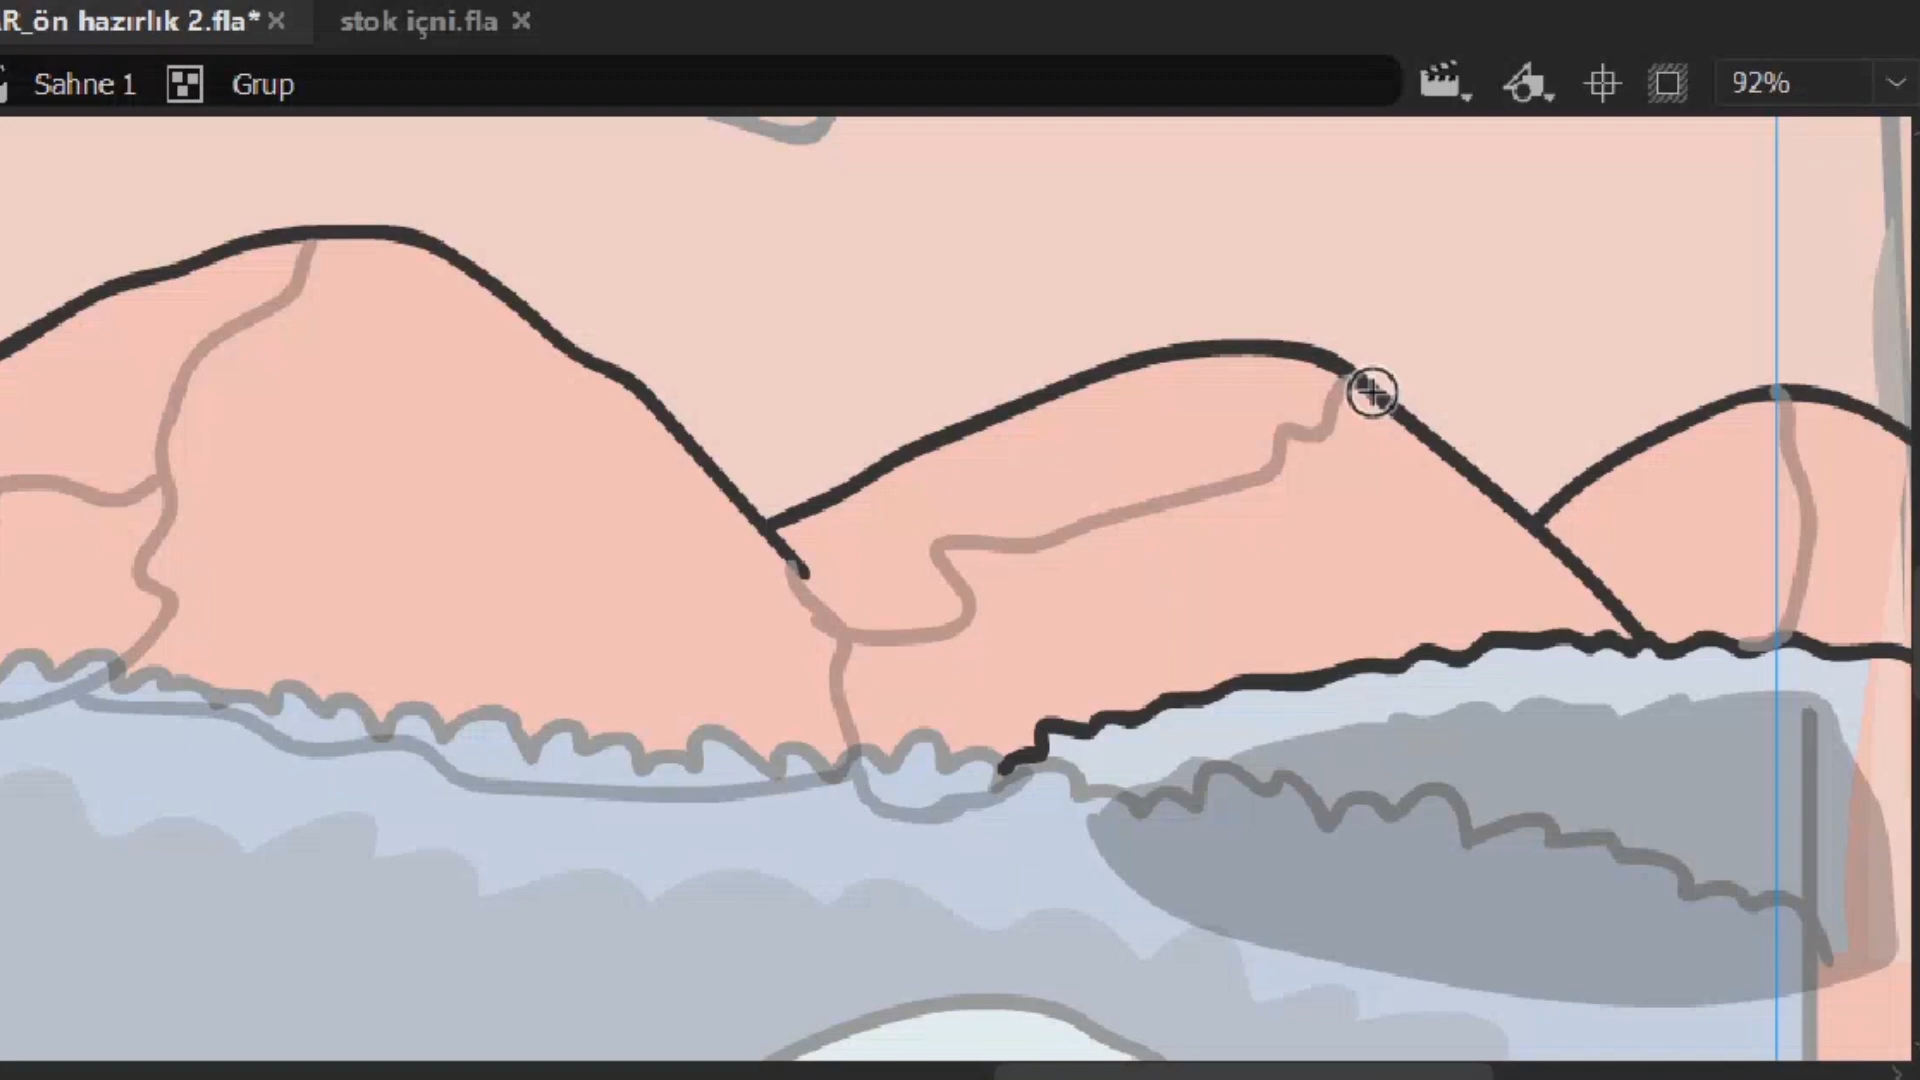 R_ön hazırlık 2.fla* × stok içni.fla ×
Sahne 1 Grup 92%